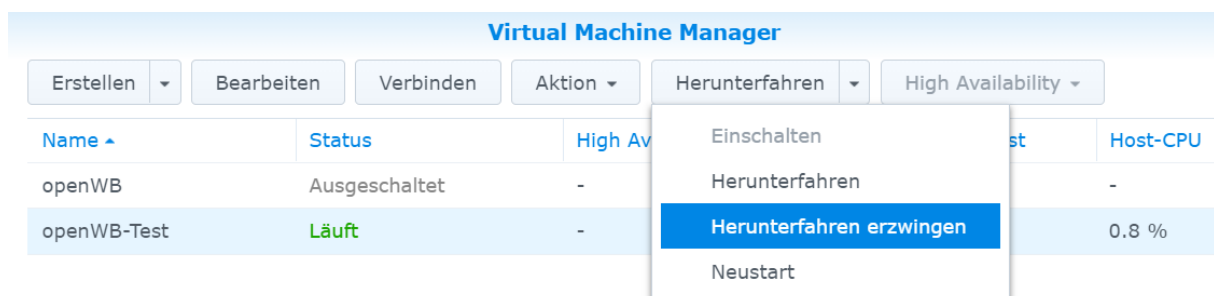 Virtual Machine Manager
Erstellen Bearbeiten Verbinden Aktion Herunterfahren High Availability
Name Status High Av st Host-CPU
Einschalten
openWB Ausgeschaltet - -
Herunterfahren
openWB-Test Läuft - 0.8 %
Herunterfahren erzwingen
Neustart